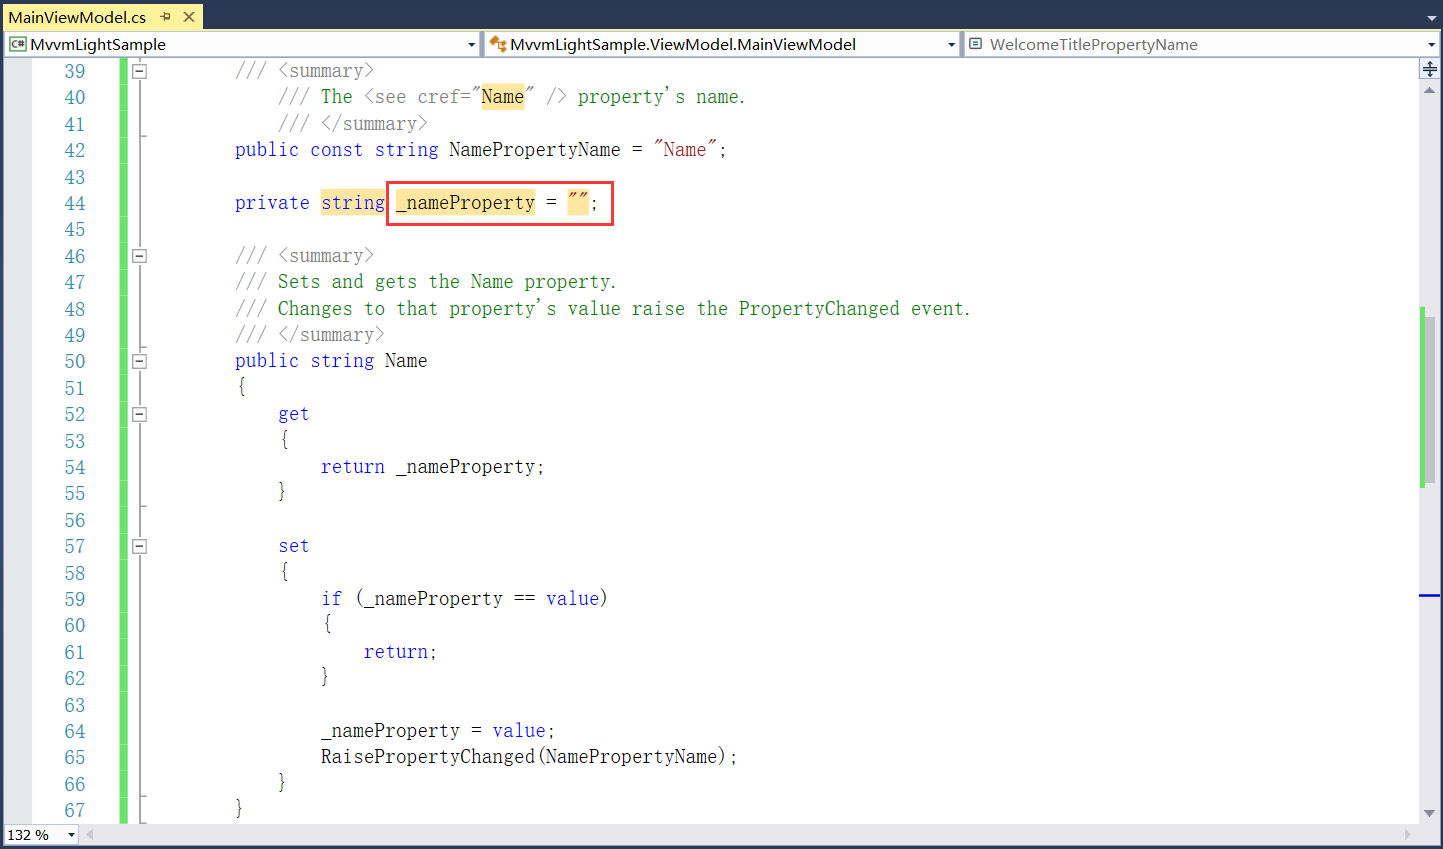 MainViewModel.cs
MvvmLightSample MvvmLightSample.ViewModel.MainViewModel WelcomeTitlePropertyName
39 /// <summary>
40 /// The <see cref="Name" /> property's name.
41 /// </summary>
42 public const string NamePropertyName = "Name";
43
44 private string _nameProperty = "";
45
46 /// <summary>
47 /// Sets and gets the Name property.
48 /// Changes to that property's value raise the PropertyChanged event.
49 /// </summary>
50 public string Name
51 {
52 get
53 {
54 return _nameProperty;
55 }
56
57 set
58 {
59 if (_nameProperty == value)
60 {
61 return;
62 }
63
64 _nameProperty = value;
65 RaisePropertyChanged(NamePropertyName);
66 }
67 }
132 %